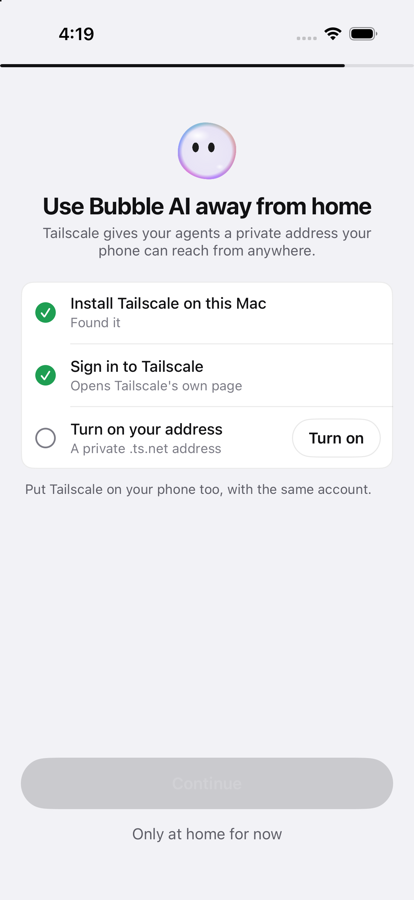 4:19
Use Bubble AI away from home
Tailscale gives your agents a private address your
phone can reach from anywhere.
Install Tailscale on this Mac
Found it
Sign in to Tailscale
Opens Tailscale's own page
Turn on your address
A private .ts.net address
Turn on
Put Tailscale on your phone too, with the same account.
Continue
Only at home for now